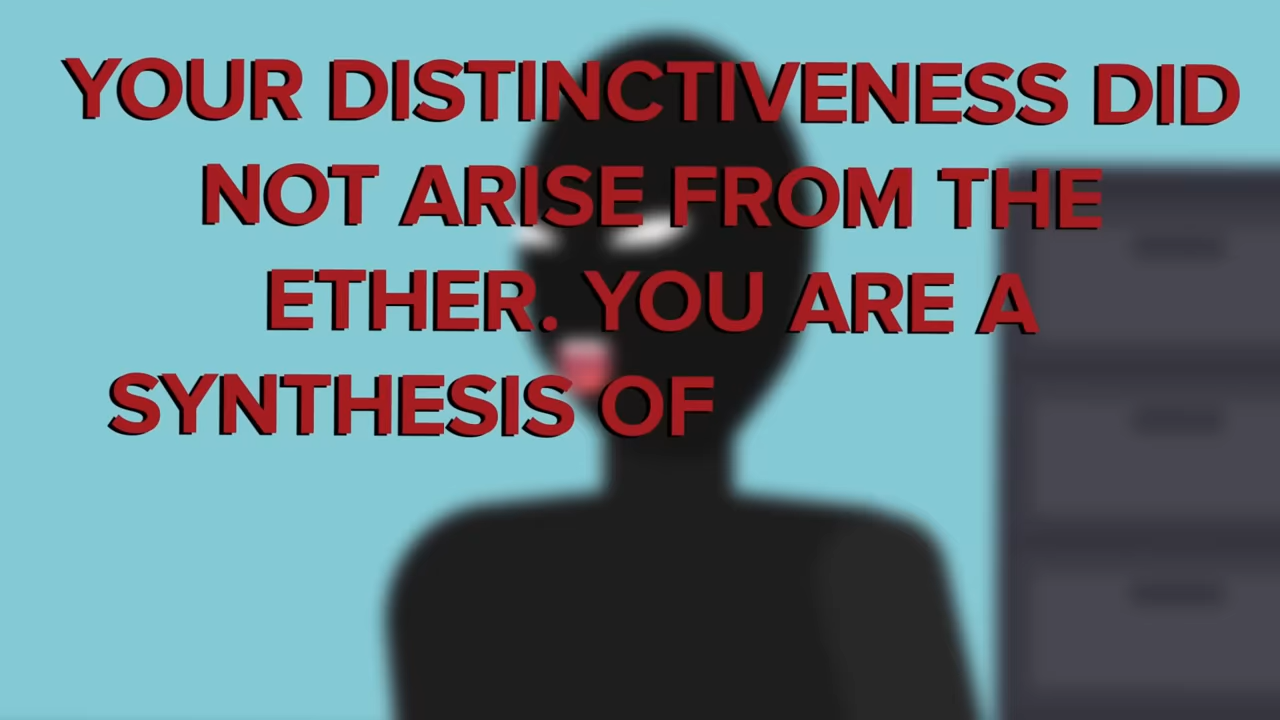 YOUR DISTINCTIVENESS DID
NOT ARISE FROM THE
ETHER. YOU ARE A
SYNTHESIS OF